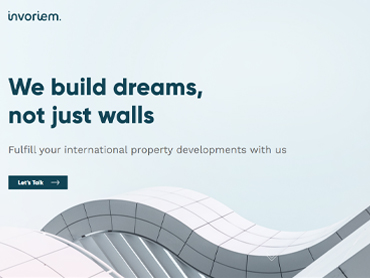 invoriem.
We build dreams,
not just walls
Fulfill your international property developments with us
Let's Talk